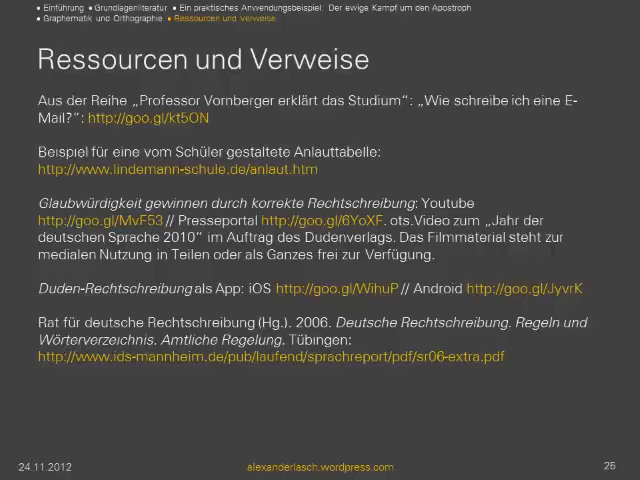 ● Einführung ● Grundlagenliteratur ● Ein praktisches Anwendungsbeispiel: Der ewige Kampf um den Apostroph
● Graphematik und Orthographie ● Ressourcen und Verweise
Ressourcen und Verweise
Aus der Reihe „Professor Vornberger erklärt das Studium“: „Wie schreibe ich eine E-
Mail?“: http://goo.gl/kt5ON
Beispiel für eine vom Schüler gestaltete Anlauttabelle:
http://www.lindemann-schule.de/anlaut.htm
Glaubwürdigkeit gewinnen durch korrekte Rechtschreibung: Youtube
http://goo.gl/MvF53 // Presseportal http://goo.gl/6YoXF. ots.Video zum „Jahr der
deutschen Sprache 2010“ im Auftrag des Dudenverlags. Das Filmmaterial steht zur
medialen Nutzung in Teilen oder als Ganzes frei zur Verfügung.
Duden-Rechtschreibung als App: iOS http://goo.gl/WihuP // Android http://goo.gl/JyvrK
Rat für deutsche Rechtschreibung (Hg.). 2006. Deutsche Rechtschreibung. Regeln und
Wörterverzeichnis. Amtliche Regelung. Tübingen:
http://www.ids-mannheim.de/pub/laufend/sprachreport/pdf/sr06-extra.pdf
24.11.2012
alexanderlasch.wordpress.com
25